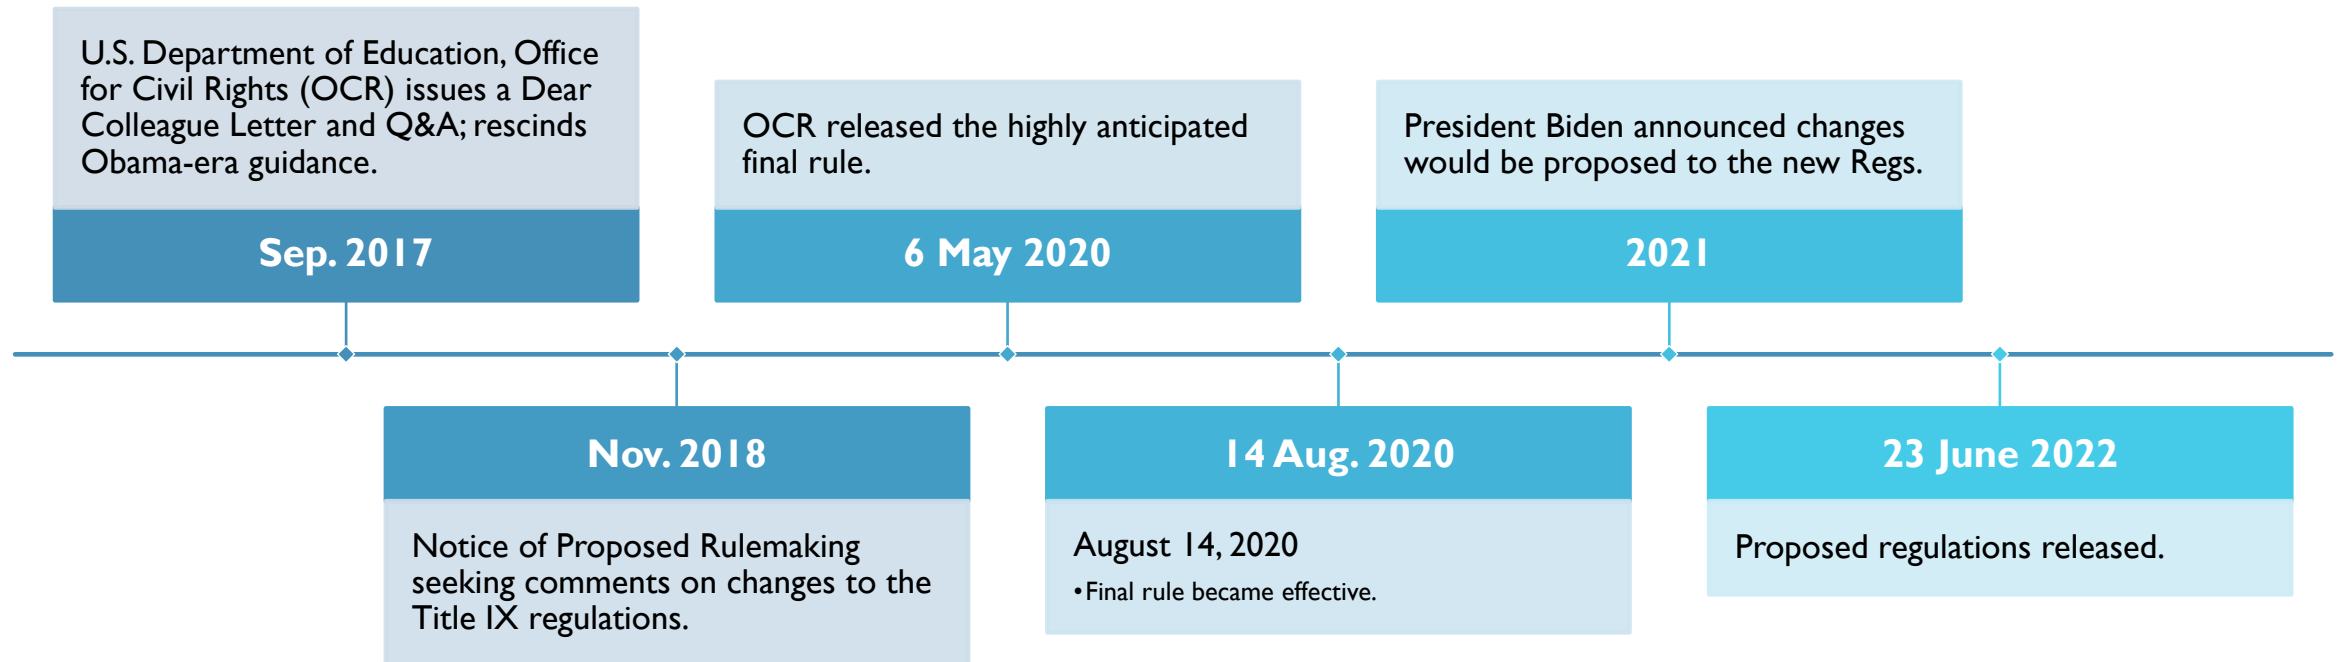 U.S. Department of Education, Office
for Civil Rights (OCR) issues a Dear
Colleague Letter and Q&A; rescinds
Obama-era guidance.
Sep. 2017
Nov. 2018
Notice of Proposed Rulemaking
seeking comments on changes to the
Title IX regulations.
OCR released the highly anticipated
final rule.
6 May 2020
14 Aug. 2020
August 14, 2020
•Final rule became effective.
President Biden announced changes
would be proposed to the new Regs.
2021
23 June 2022
Proposed regulations released.